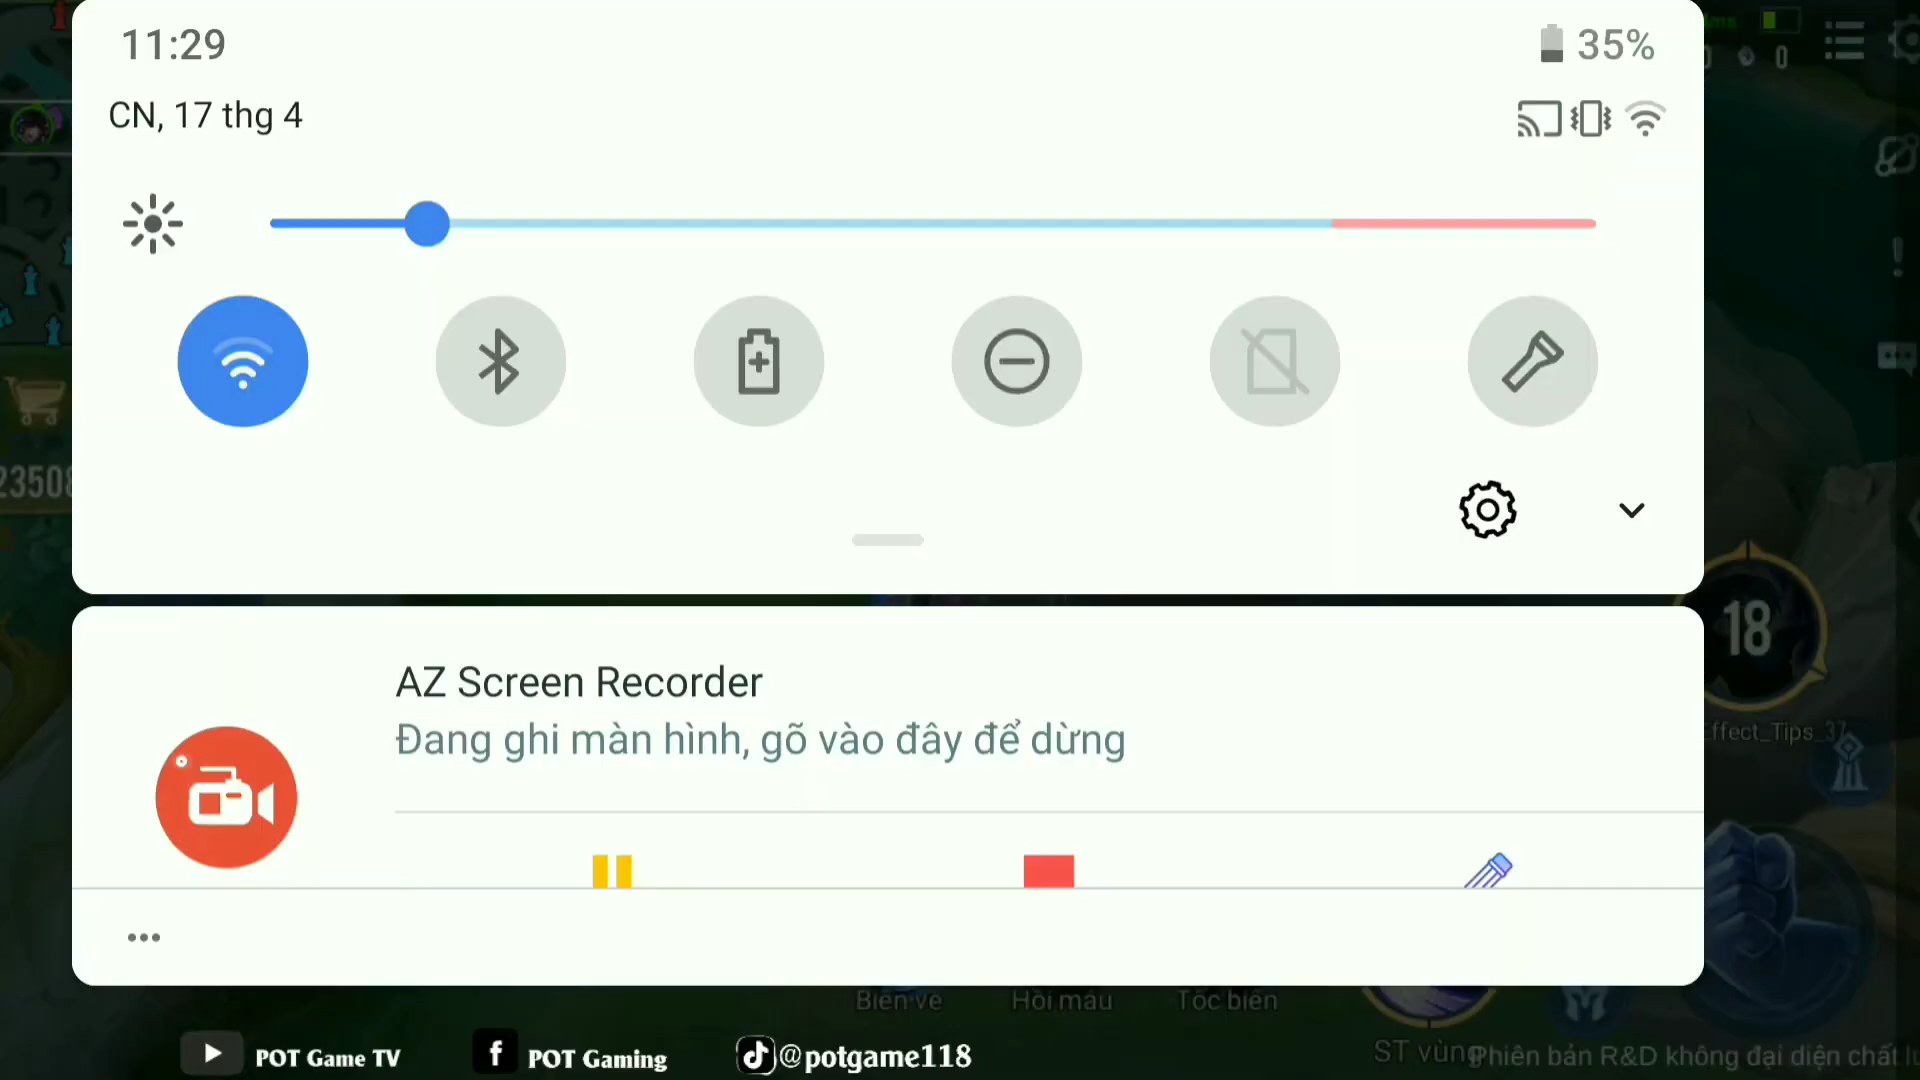 11:29
35%
CN, 17 thg 4
0
23508
AZ Screen Recorder
Đang ghi màn hình, gõ vào đây để dừng
18
Effect_Tips_37
Biến về
Hồi máu
Tốc biến
ST vùng
Phiên bản R&D không đại diện chất
POT Game TV
POT Gaming
@potgame118